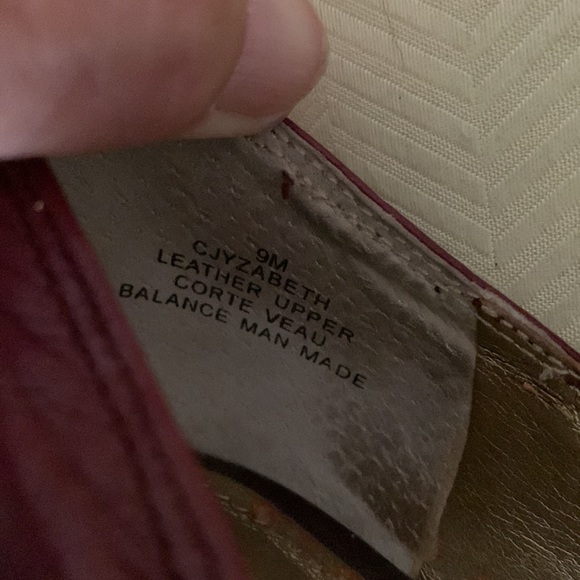 9M
CJYZABETH
LEATHER UPPER
CORTE VEAU
BALANCE MAN MADE